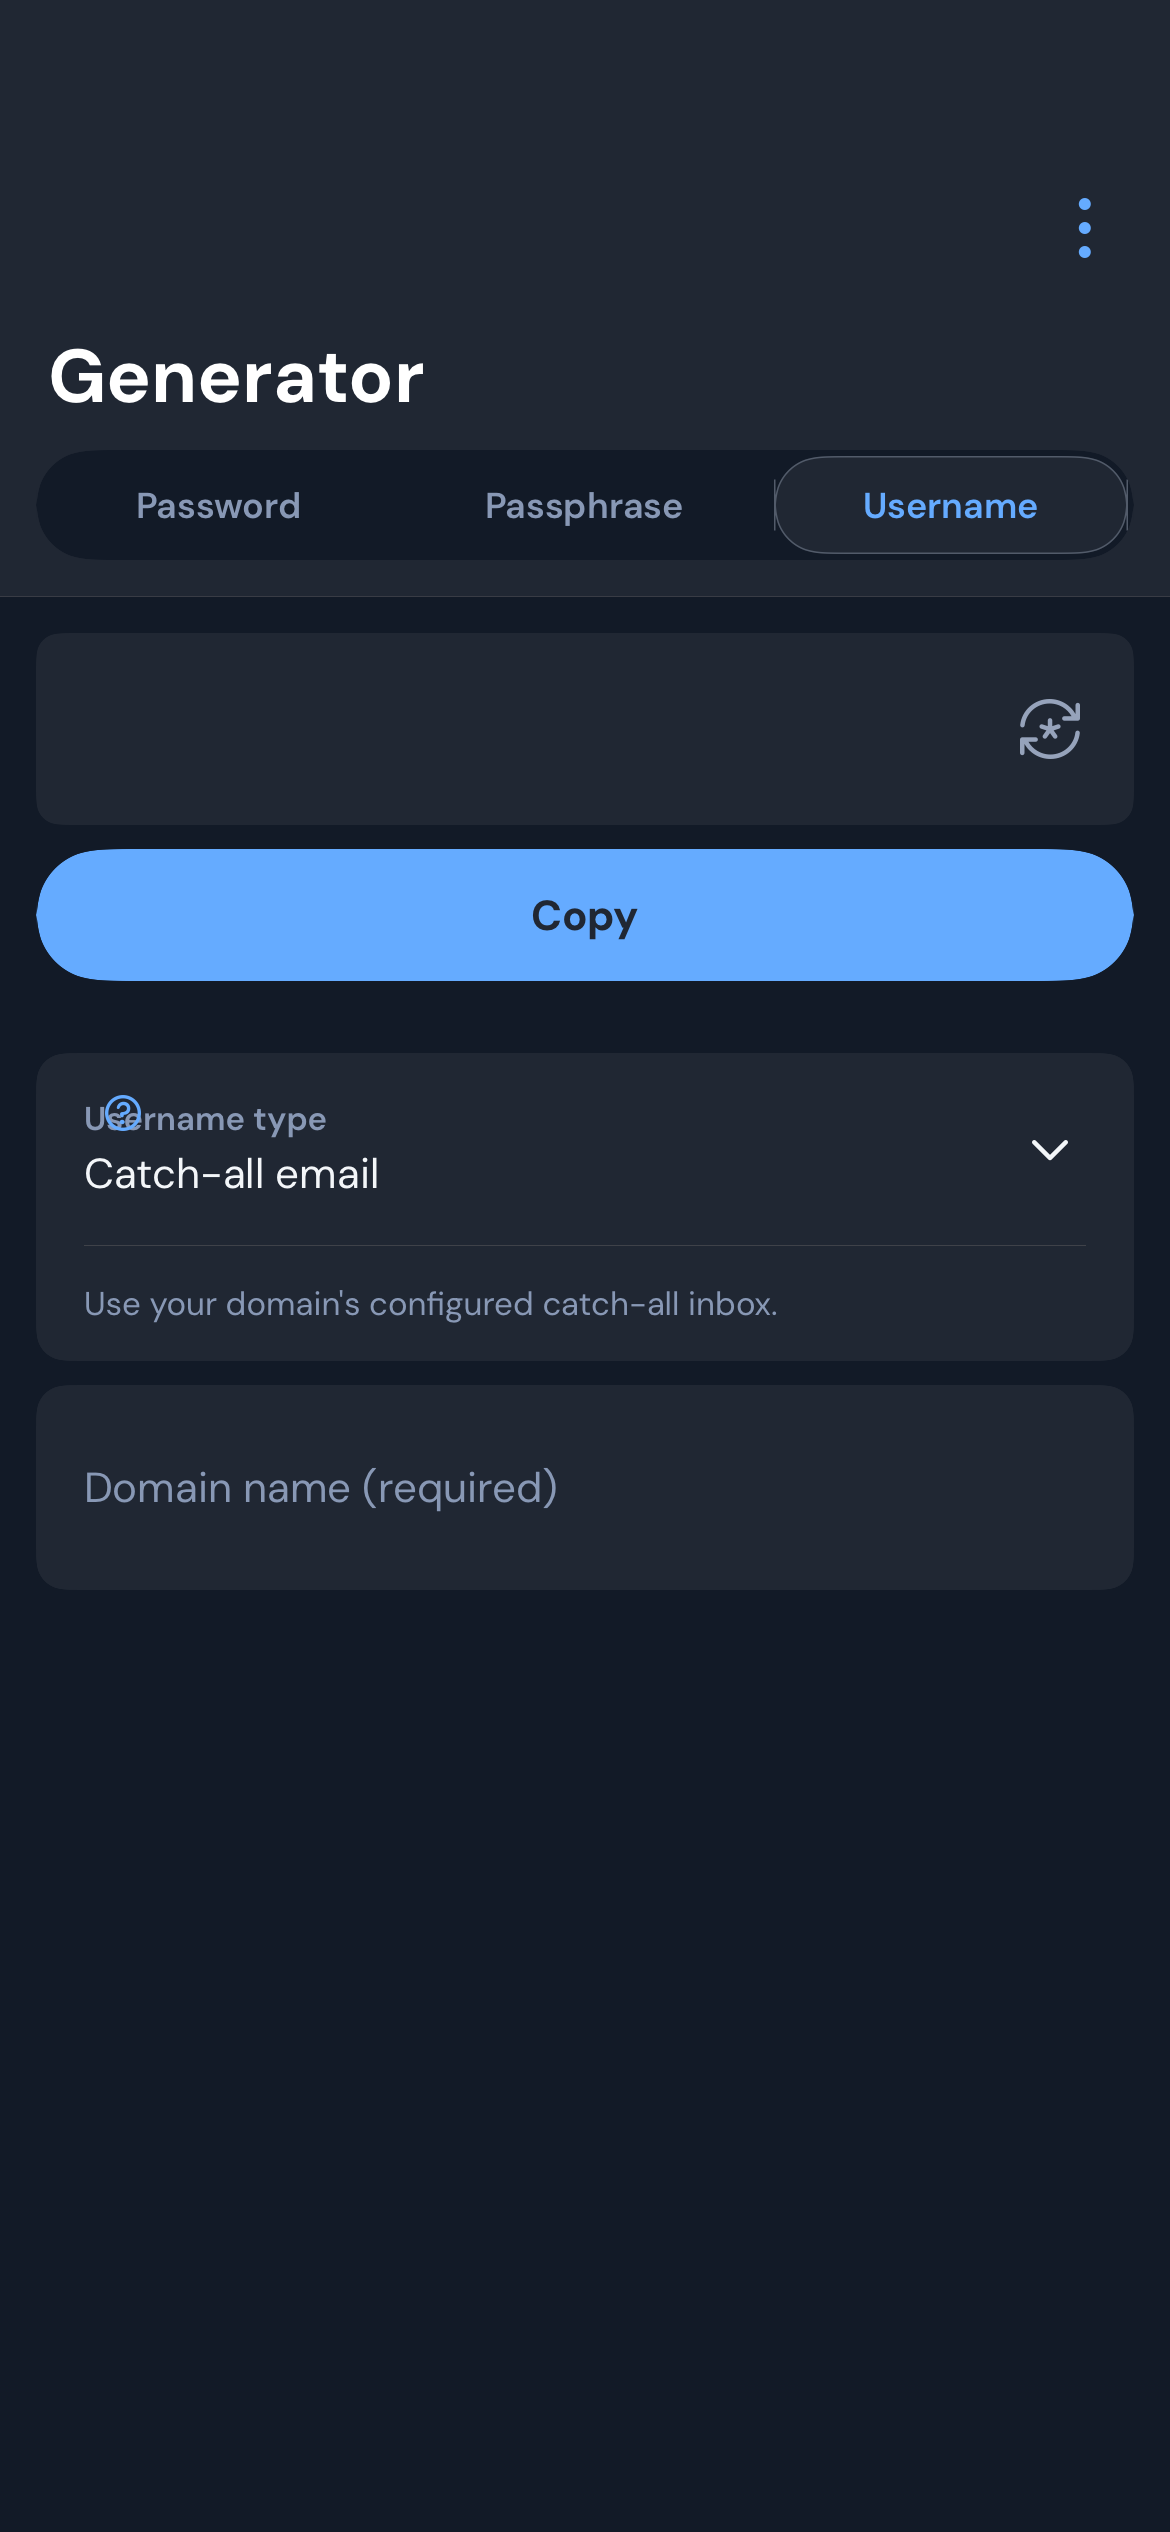 Generator
Password Passphrase Username
Copy
Username type
Catch-all email
Use your domain's configured catch-all inbox.
Domain name (required)